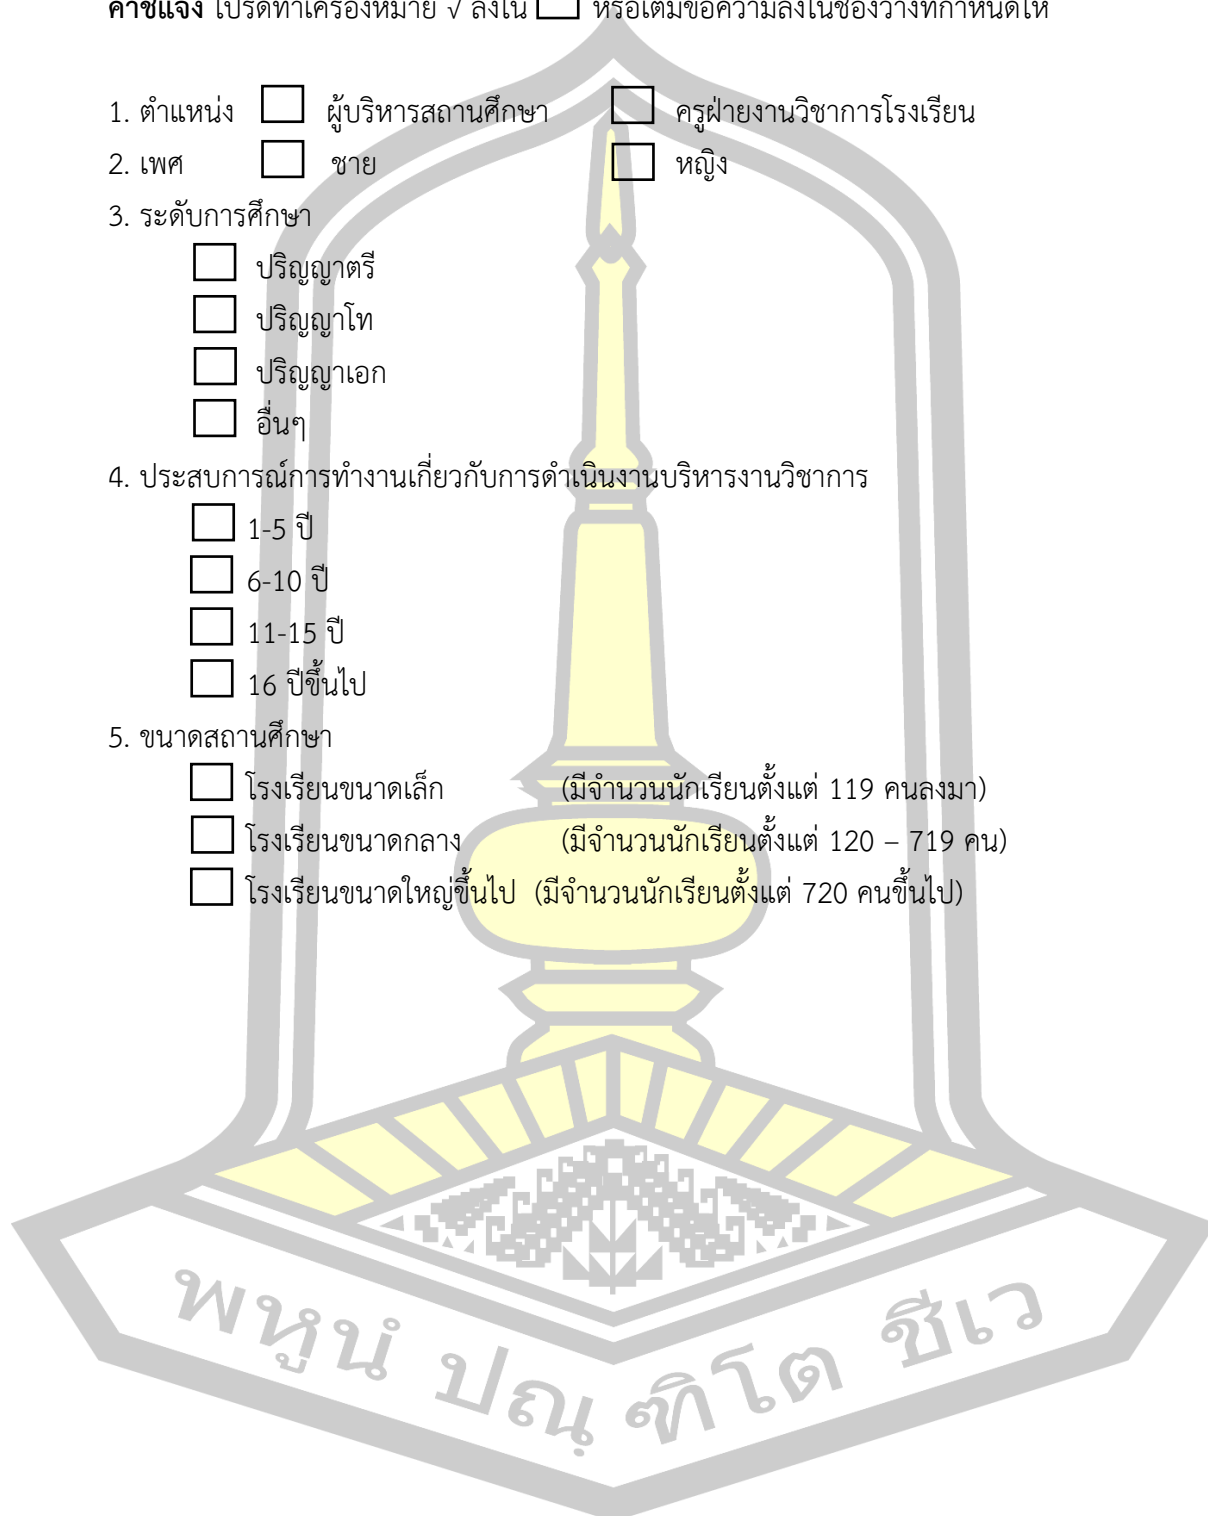 คำชี้แจง โปรดทำเครื่องหมาย √ ลงใน ☐ หรือเติมข้อความลงในช่องว่างที่กำหนดให้
1. ตำแหน่ง ☐ ผู้บริหารสถานศึกษา ☐ ครูฝ่ายงานวิชาการโรงเรียน
2. เพศ ☐ ชาย ☐ หญิง
3. ระดับการศึกษา
☐ ปริญญาตรี
☐ ปริญญาโท
☐ ปริญญาเอก
☐ อื่นๆ
4. ประสบการณ์การทำงานเกี่ยวกับการดำเนินงานบริหารงานวิชาการ
☐ 1-5 ปี
☐ 6-10 ปี
☐ 11-15 ปี
☐ 16 ปีขึ้นไป
5. ขนาดสถานศึกษา
☐ โรงเรียนขนาดเล็ก (มีจำนวนนักเรียนตั้งแต่ 119 คนลงมา)
☐ โรงเรียนขนาดกลาง (มีจำนวนนักเรียนตั้งแต่ 120 – 719 คน)
☐ โรงเรียนขนาดใหญ่ขึ้นไป (มีจำนวนนักเรียนตั้งแต่ 720 คนขึ้นไป)
พหูนํ ปณฺฑิโต ชีเว